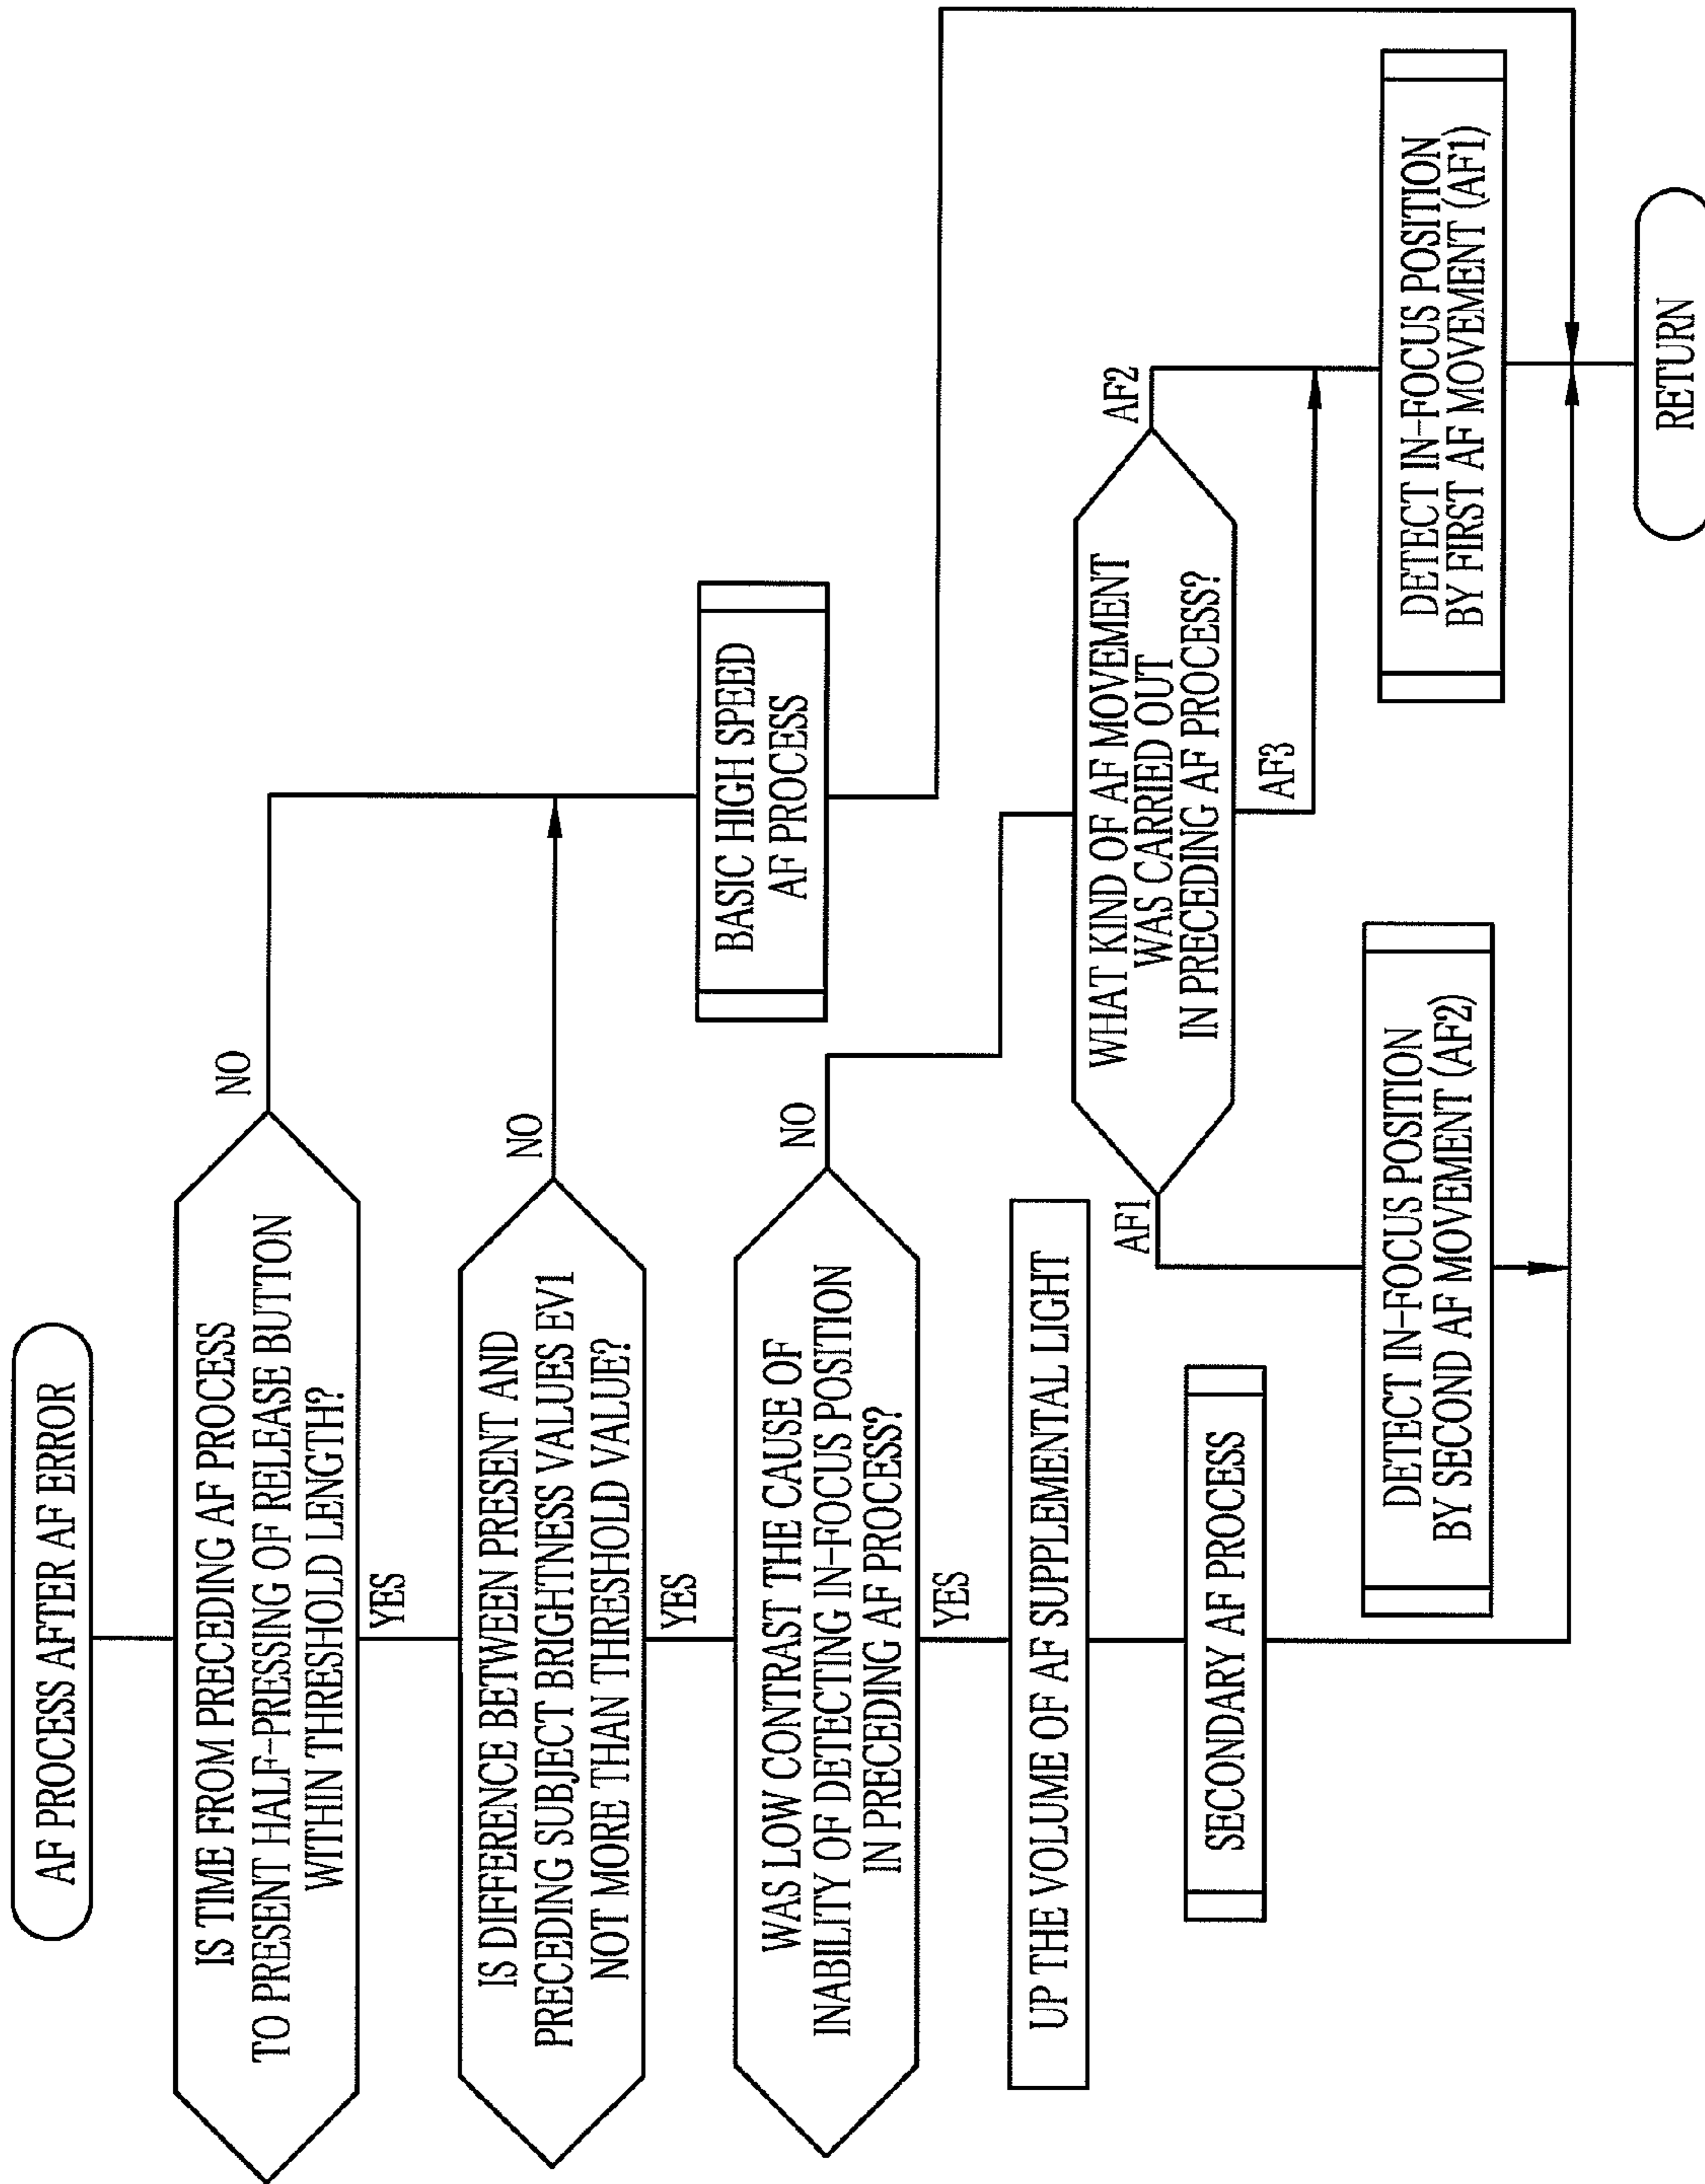 AF PROCESS AFTER AF ERROR
IS TIME FROM PRECEDING AF PROCESS
TO PRESENT HALF-PRESSING OF RELEASE BUTTON
WITHIN THRESHOLD LENGTH?
NO
YES
IS DIFFERENCE BETWEEN PRESENT AND
PRECEDING SUBJECT BRIGHTNESS VALUES EV1
NOT MORE THAN THRESHOLD VALUE?
NO
YES
BASIC HIGH SPEED
AF PROCESS
WAS LOW CONTRAST THE CAUSE OF
INABILITY OF DETECTING IN-FOCUS POSITION
IN PRECEDING AF PROCESS?
NO
YES
UP THE VOLUME OF AF SUPPLEMENTAL LIGHT
WHAT KIND OF AF MOVEMENT
WAS CARRIED OUT
IN PRECEDING AF PROCESS?
AF1
AF2
AF3
SECONDARY AF PROCESS
DETECT IN-FOCUS POSITION
BY SECOND AF MOVEMENT (AF2)
DETECT IN-FOCUS POSITION
BY FIRST AF MOVEMENT (AF1)
RETURN